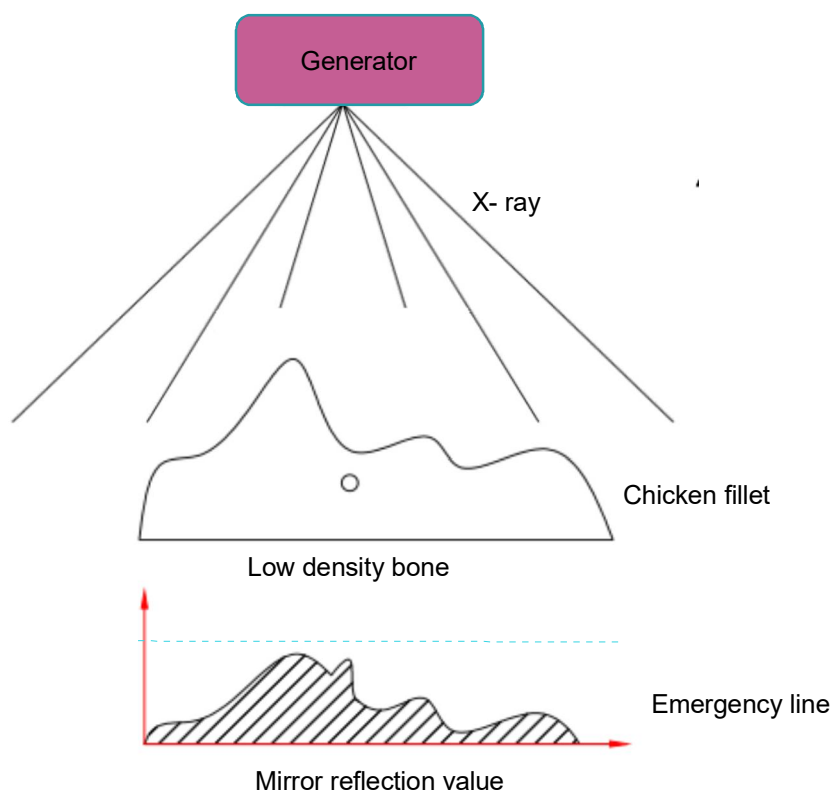 Generator
X- ray
Chicken fillet
Low density bone
Emergency line
Mirror reflection value